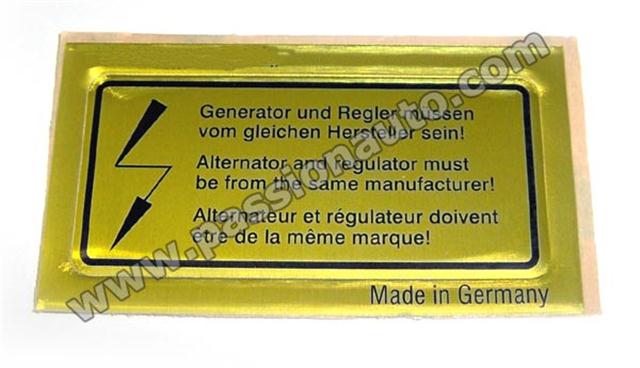 Generator und Regler müssen
vom gleichen Hersteller sein!
Alternator and regulator must
be from the same manufacturer!
Alternateur et régulateur doivent
être de la même marque!
Made in Germany
www.passionauto.com